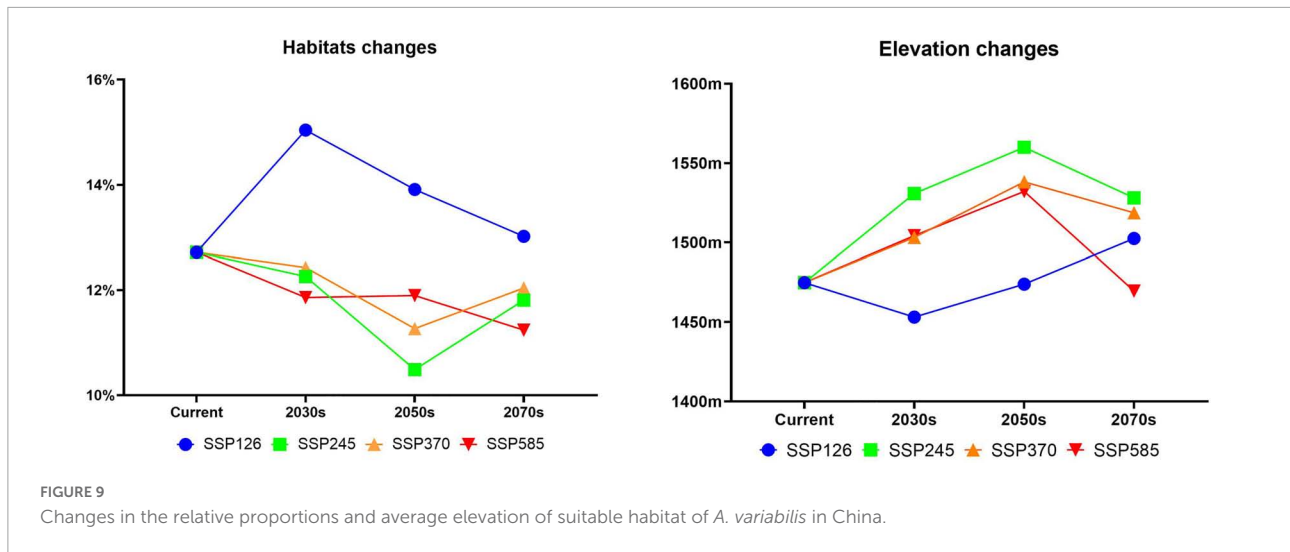 Habitats changes
16%
14%
12%
10%
Current 2030s 2050s 2070s
SSP126 SSP245 SSP370 SSP585
Elevation changes
1600m
1550m
1500m
1450m
1400m
Current 2030s 2050s 2070s
SSP126 SSP245 SSP370 SSP585
FIGURE 9
Changes in the relative proportions and average elevation of suitable habitat of A. variabilis in China.